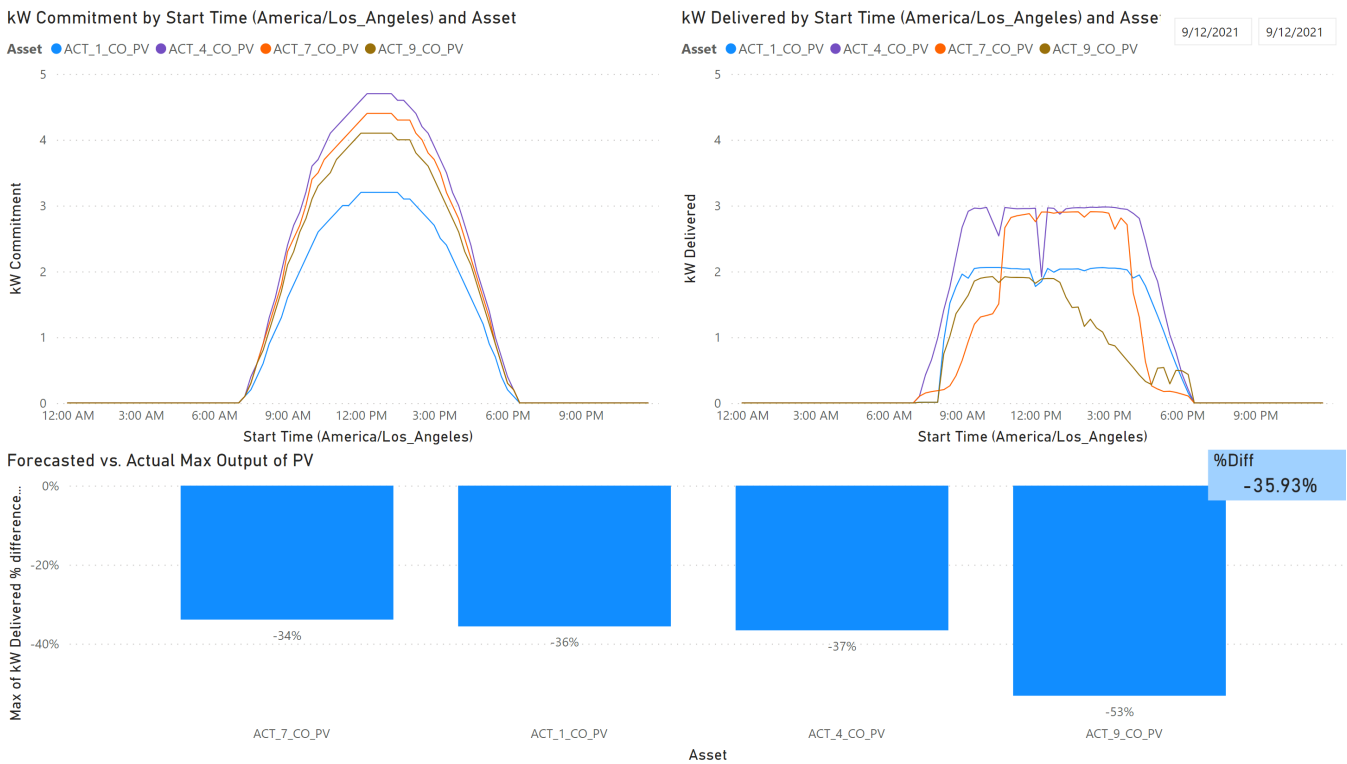 kW Commitment by Start Time (America/Los_Angeles) and Asset
Asset ACT_1_CO_PV ACT_4_CO_PV ACT_7_CO_PV ACT_9_CO_PV
5
4
3
2
1
0
kW Commitment
12:00 AM 3:00 AM 6:00 AM 9:00 AM 12:00 PM 3:00 PM 6:00 PM 9:00 PM
Start Time (America/Los_Angeles)
kW Delivered by Start Time (America/Los_Angeles) and Asse
9/12/2021 9/12/2021
Asset ACT_1_CO_PV ACT_4_CO_PV ACT_7_CO_PV ACT_9_CO_PV
5
4
3
2
1
0
kW Delivered
12:00 AM 3:00 AM 6:00 AM 9:00 AM 12:00 PM 3:00 PM 6:00 PM 9:00 PM
Start Time (America/Los_Angeles)
Forecasted vs. Actual Max Output of PV
%Diff
-35.93%
0%
-20%
-40%
Max of kW Delivered % difference...
-34%
-36%
-37%
-53%
ACT_7_CO_PV ACT_1_CO_PV ACT_4_CO_PV ACT_9_CO_PV
Asset